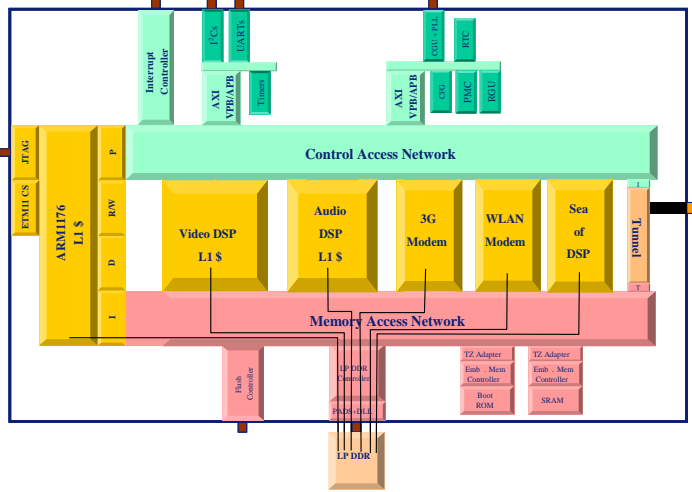 I²Cs
UARTs
CGU +PLL
RTC
Interrupt
Controller
AXI
VPB/APB
Timers
AXI
VPB/APB
CFG
PMC
RGU
JTAG
ETM11 CS
ARM1176
L1 $
P
R/W
D
I
Control Access Network
Video DSP
L1 $
Audio
DSP
L1 $
3G
Modem
WLAN
Modem
Sea
of
DSP
I
Tunnel
T
Memory Access Network
Flash
Controller
LP DDR
Controller
PADS+DLL
TZ Adapter
Emb . Mem
Controller
Boot
ROM
TZ Adapter
Emb . Mem
Controller
SRAM
LP DDR